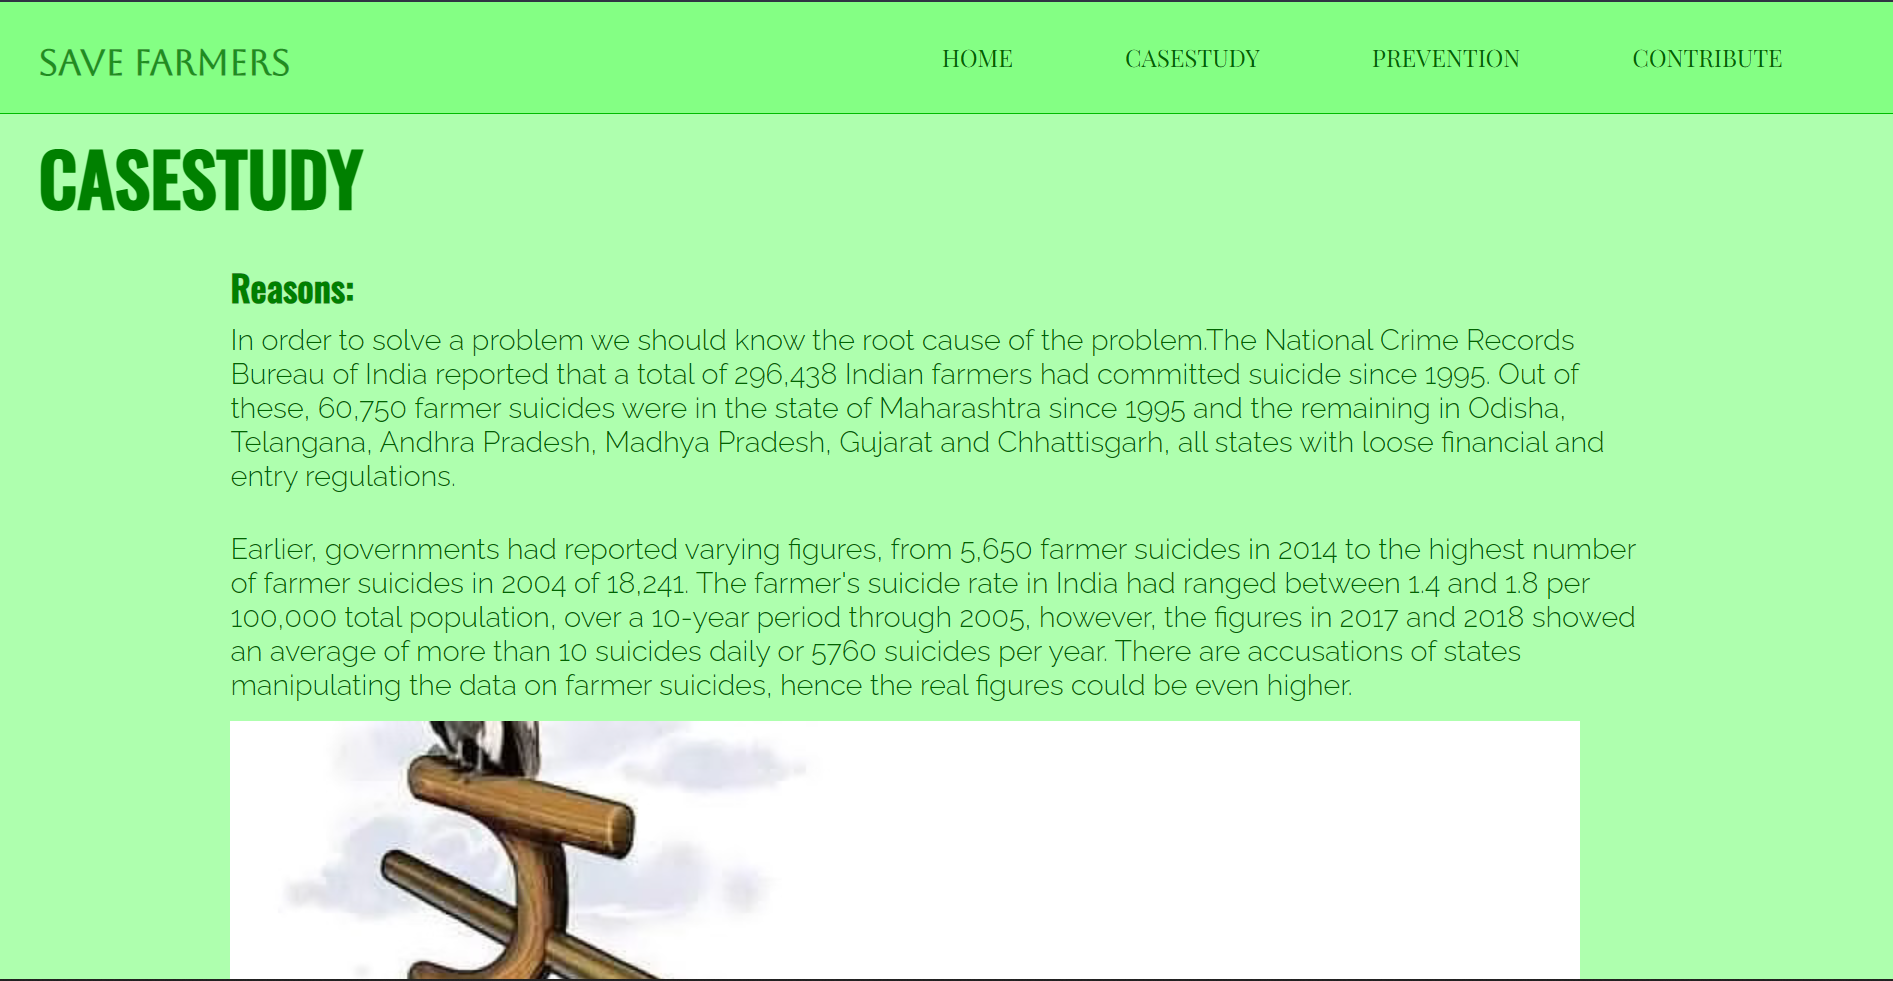 SAVE FARMERS
HOME
CASESTUDY
PREVENTION
CONTRIBUTE
CASESTUDY
Reasons:
In order to solve a problem we should know the root cause of the problem.The National Crime Records
Bureau of India reported that a total of 296,438 Indian farmers had committed suicide since 1995. Out of
these, 60,750 farmer suicides were in the state of Maharashtra since 1995 and the remaining in Odisha,
Telangana, Andhra Pradesh, Madhya Pradesh, Gujarat and Chhattisgarh, all states with loose financial and
entry regulations.
Earlier, governments had reported varying figures, from 5,650 farmer suicides in 2014 to the highest number
of farmer suicides in 2004 of 18,241. The farmer's suicide rate in India had ranged between 1.4 and 1.8 per
100,000 total population, over a 10-year period through 2005, however, the figures in 2017 and 2018 showed
an average of more than 10 suicides daily or 5760 suicides per year. There are accusations of states
manipulating the data on farmer suicides, hence the real figures could be even higher.